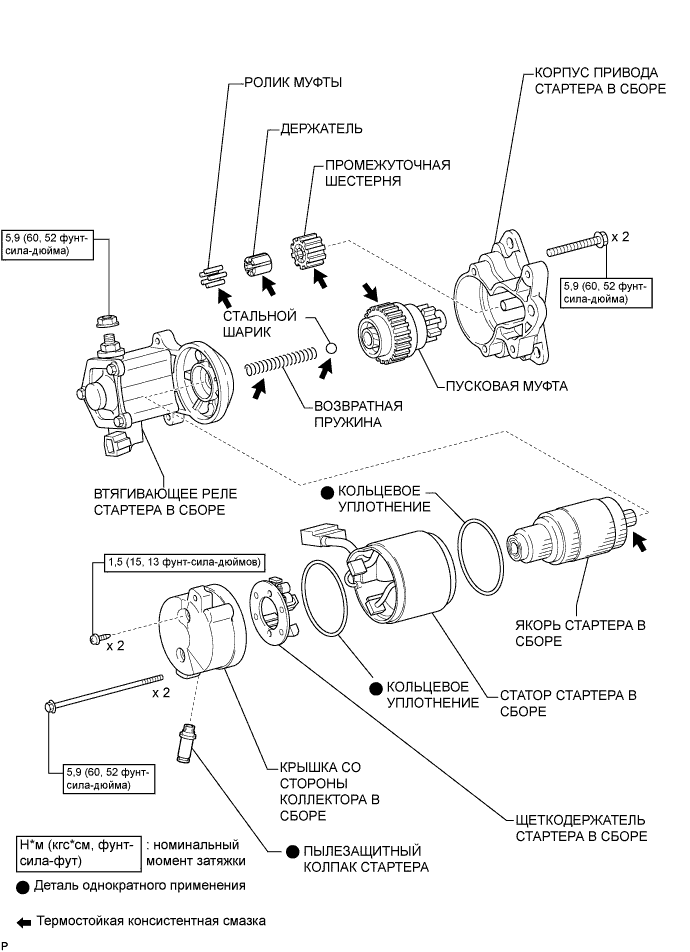 КОРПУС ПРИВОДА
СТАРТЕРА В СБОРЕ
РОЛИК МУФТЫ
ДЕРЖАТЕЛЬ
ПРОМЕЖУТОЧНАЯ
ШЕСТЕРНЯ
5,9 (60, 52 фунт-
сила-дюйма)
x 2
5,9 (60, 52 фунт-
сила-дюйма)
СТАЛЬНОЙ
ШАРИК
ПУСКОВАЯ МУФТА
ВОЗВРАТНАЯ
ПРУЖИНА
ВТЯГИВАЮЩЕЕ РЕЛЕ
СТАРТЕРА В СБОРЕ
КОЛЬЦЕВОЕ
УПЛОТНЕНИЕ
1,5 (15, 13 фунт-сила-дюймов)
x 2
ЯКОРЬ СТАРТЕРА В
СБОРЕ
x 2
КОЛЬЦЕВОЕ
УПЛОТНЕНИЕ
СТАТОР СТАРТЕРА В
СБОРЕ
5,9 (60, 52 фунт-
сила-дюйма)
КРЫШКА СО
СТОРОНЫ
КОЛЛЕКТОРА В
СБОРЕ
ЩЕТКОДЕРЖАТЕЛЬ
СТАРТЕРА В СБОРЕ
ПЫЛЕЗАЩИТНЫЙ
КОЛПАК СТАРТЕРА
Н*м (кгс*см, фунт-
сила-фут)
: номинальный
момент затяжки
Деталь однократного применения
Термостойкая консистентная смазка
P